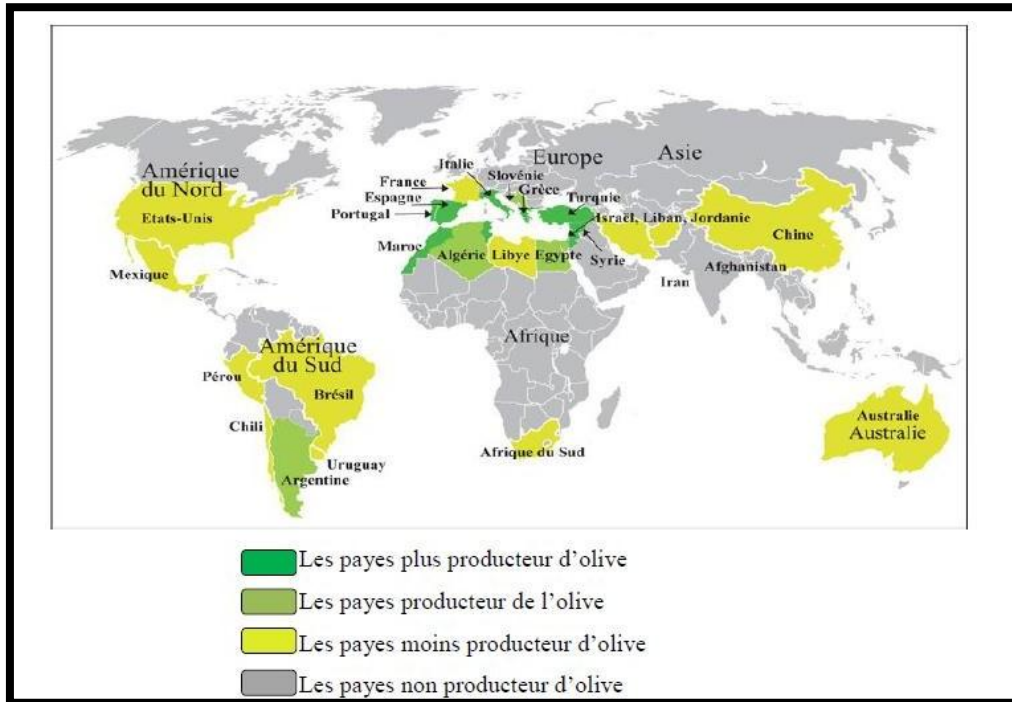 Amérique
du Nord
Etats-Unis
Mexique
Amérique
du Sud
Pérou
Brésil
Chili
Uruguay
Argentine
Italie
Europe
Asie
France
Slovénie
Espagne
Grèce
Portugal
Turquie
Israël, Liban, Jordanie
Maroc
Algérie
Libye
Egypte
Syrie
Chine
Afghanistan
Iran
Afrique
Afrique du Sud
Australie
Australie
Les payes plus producteur d’olive
Les payes producteur de l’olive
Les payes moins producteur d’olive
Les payes non producteur d’olive